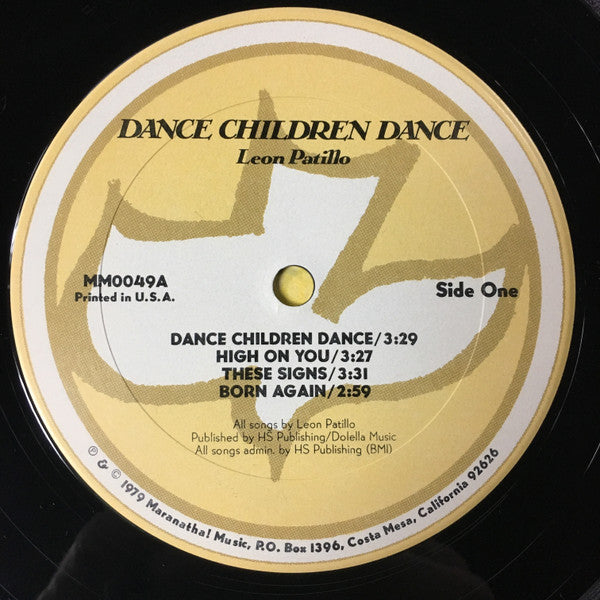 DANCE CHILDREN DANCE
Leon Patillo
MM0049A
Printed in U.S.A.
Side One
DANCE CHILDREN DANCE/3:29
HIGH ON YOU/3:27
THESE SIGNS/3:31
BORN AGAIN/2:59
All songs by Leon Patillo
Published by HS Publishing/Dolella Music
All songs admin. by HS Publishing (BMI)
℗ & © 1979 Maranatha! Music, P.O. Box 1396, Costa Mesa, California 92626